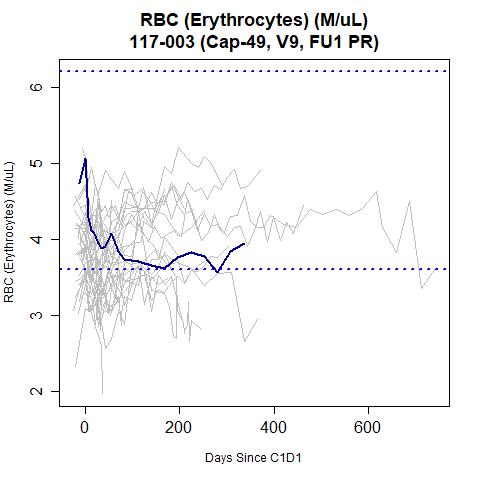 RBC (Erythrocytes) (M/uL)
117-003 (Cap-49, V9, FU1 PR)
RBC (Erythrocytes) (M/uL)
6
5
4
3
2
0 200 400 600
Days Since C1D1